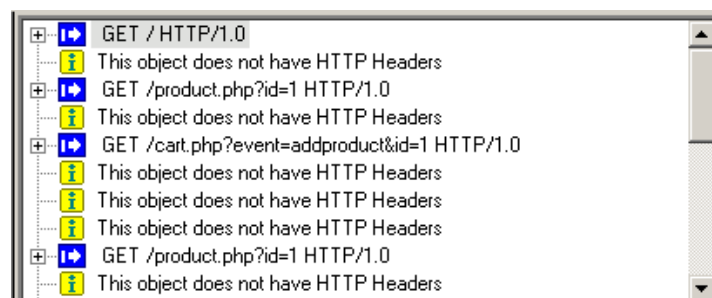 GET / HTTP/1.0
This object does not have HTTP Headers
GET /product.php?id=1 HTTP/1.0
This object does not have HTTP Headers
GET /cart.php?event=addproduct&id=1 HTTP/1.0
This object does not have HTTP Headers
This object does not have HTTP Headers
This object does not have HTTP Headers
GET /product.php?id=1 HTTP/1.0
This object does not have HTTP Headers